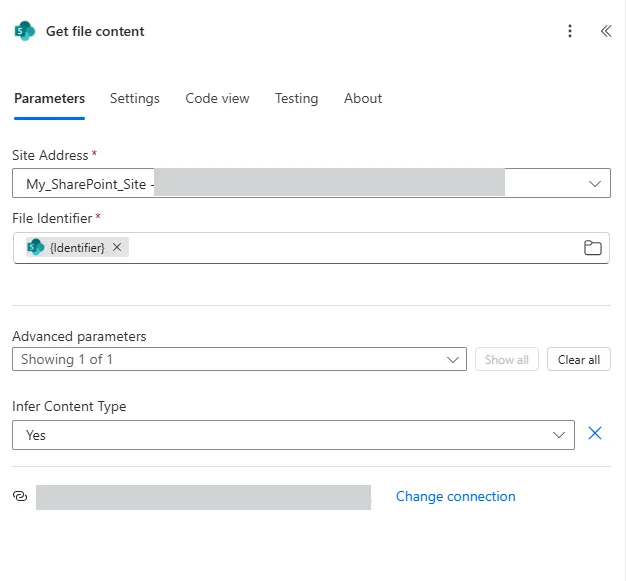 Get file content
Parameters Settings Code view Testing About
Site Address *
My_SharePoint_Site -
File Identifier *
{Identifier}
Advanced parameters
Showing 1 of 1 Show all Clear all
Infer Content Type
Yes
Change connection